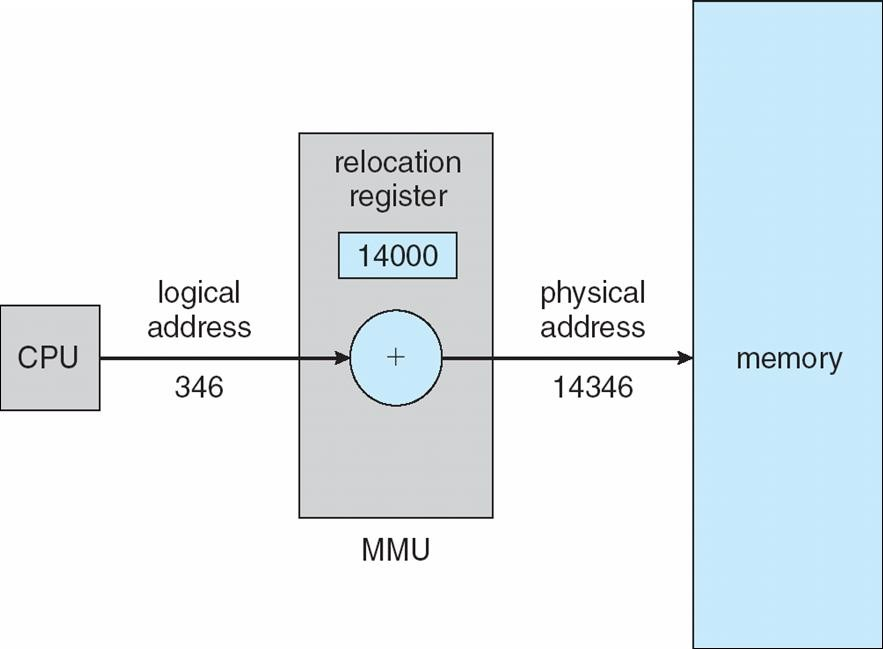 relocation
register
14000
logical
address
physical
address
CPU
+
memory
346
14346
MMU